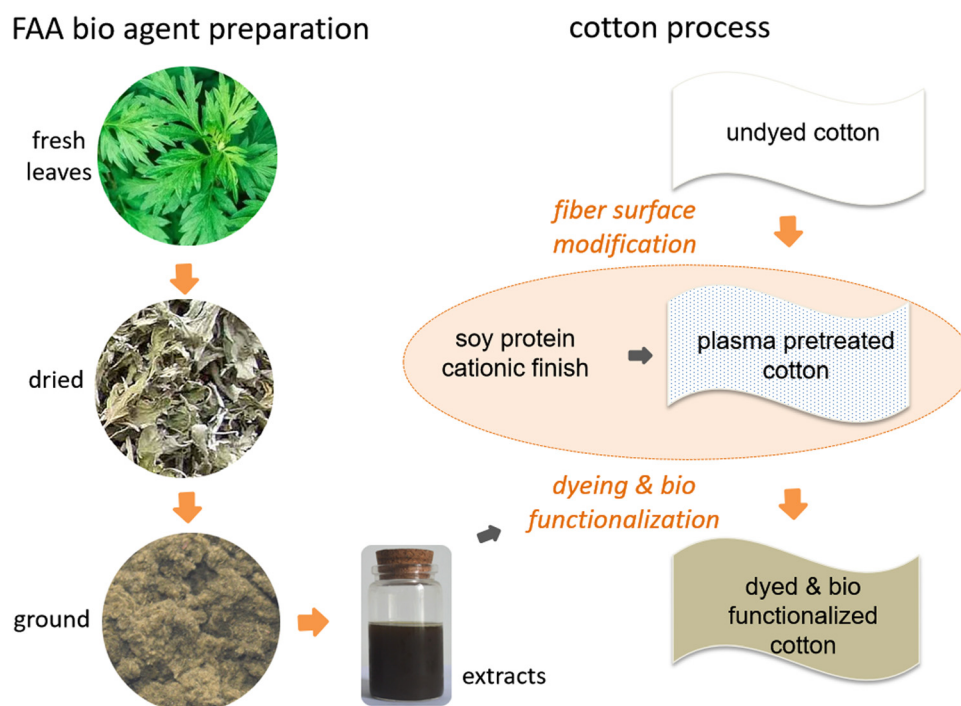 FAA bio agent preparation
fresh
leaves
dried
ground
extracts
cotton process
undyed cotton
fiber surface
modification
soy protein
cationic finish
plasma pretreated
cotton
dyeing & bio
functionalization
dyed & bio
functionalized
cotton